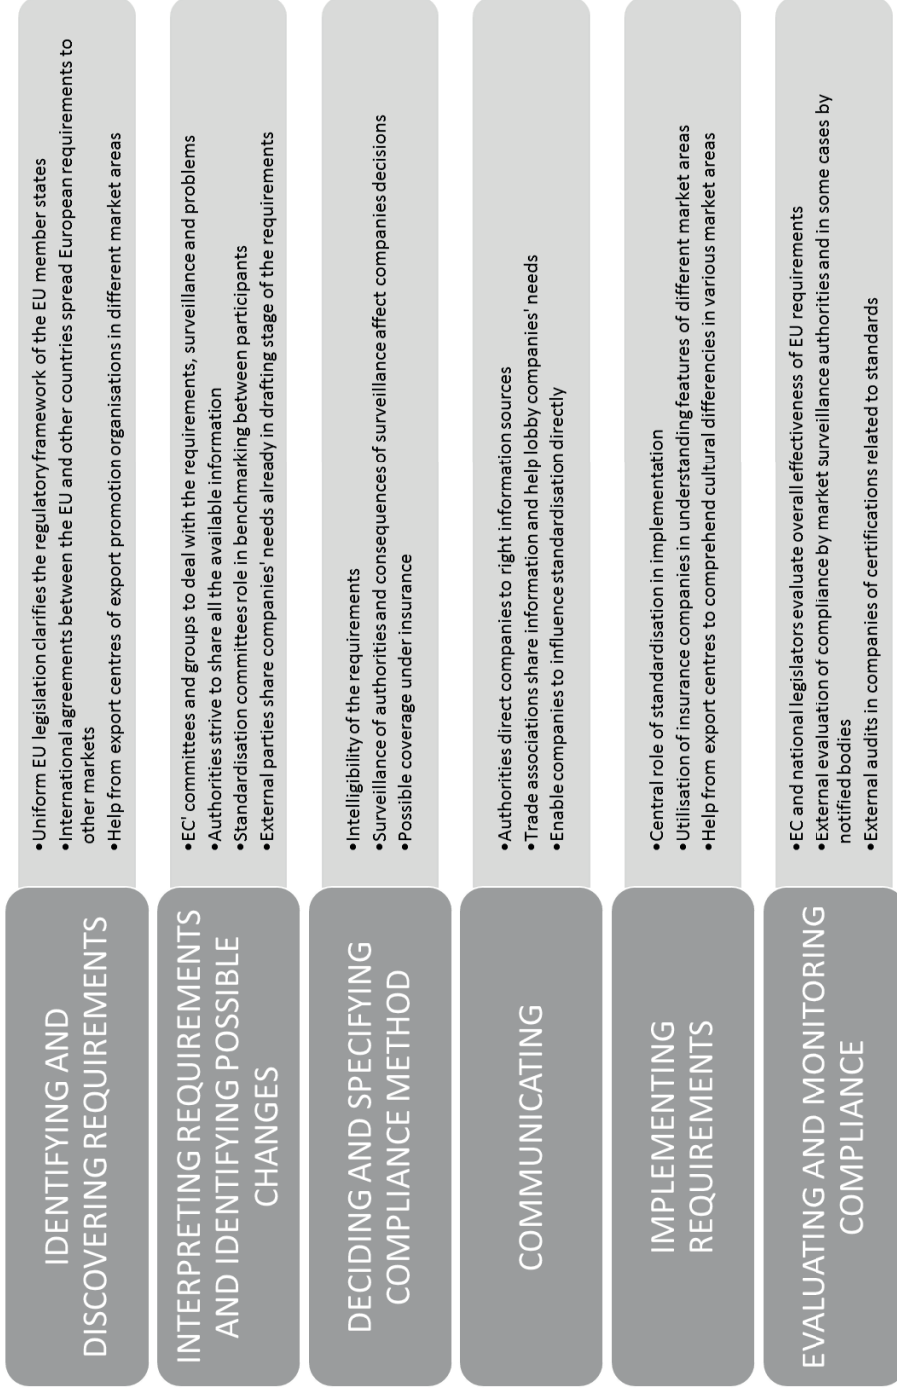 IDENTIFYING AND
DISCOVERING REQUIREMENTS
•Uniform EU legislation clarifies the regulatory framework of the EU member states
•International agreements between the EU and other countries spread European requirements to
other markets
•Help from export centres of export promotion organisations in different market areas
INTERPRETING REQUIREMENTS
AND IDENTIFYING POSSIBLE
CHANGES
•EC' committees and groups to deal with the requirements, surveillance and problems
•Authorities strive to share all the available information
•Standardisation committees role in benchmarking between participants
•External parties share companies' needs already in drafting stage of the requirements
DECIDING AND SPECIFYING
COMPLIANCE METHOD
•Intelligibility of the requirements
•Surveillance of authorities and consequences of surveillance affect companies decisions
•Possible coverage under insurance
COMMUNICATING
•Authorities direct companies to right information sources
•Trade associations share information and help lobby companies' needs
•Enable companies to influence standardisation directly
IMPLEMENTING
REQUIREMENTS
•Central role of standardisation in implementation
•Utilisation of insurance companies in understanding features of different market areas
•Help from export centres to comprehend cultural differencies in various market areas
EVALUATING AND MONITORING
COMPLIANCE
•EC and national legislators evaluate overall effectiveness of EU requirements
•External evaluation of compliance by market surveillance authorities and in some cases by
notified bodies
•External audits in companies of certifications related to standards